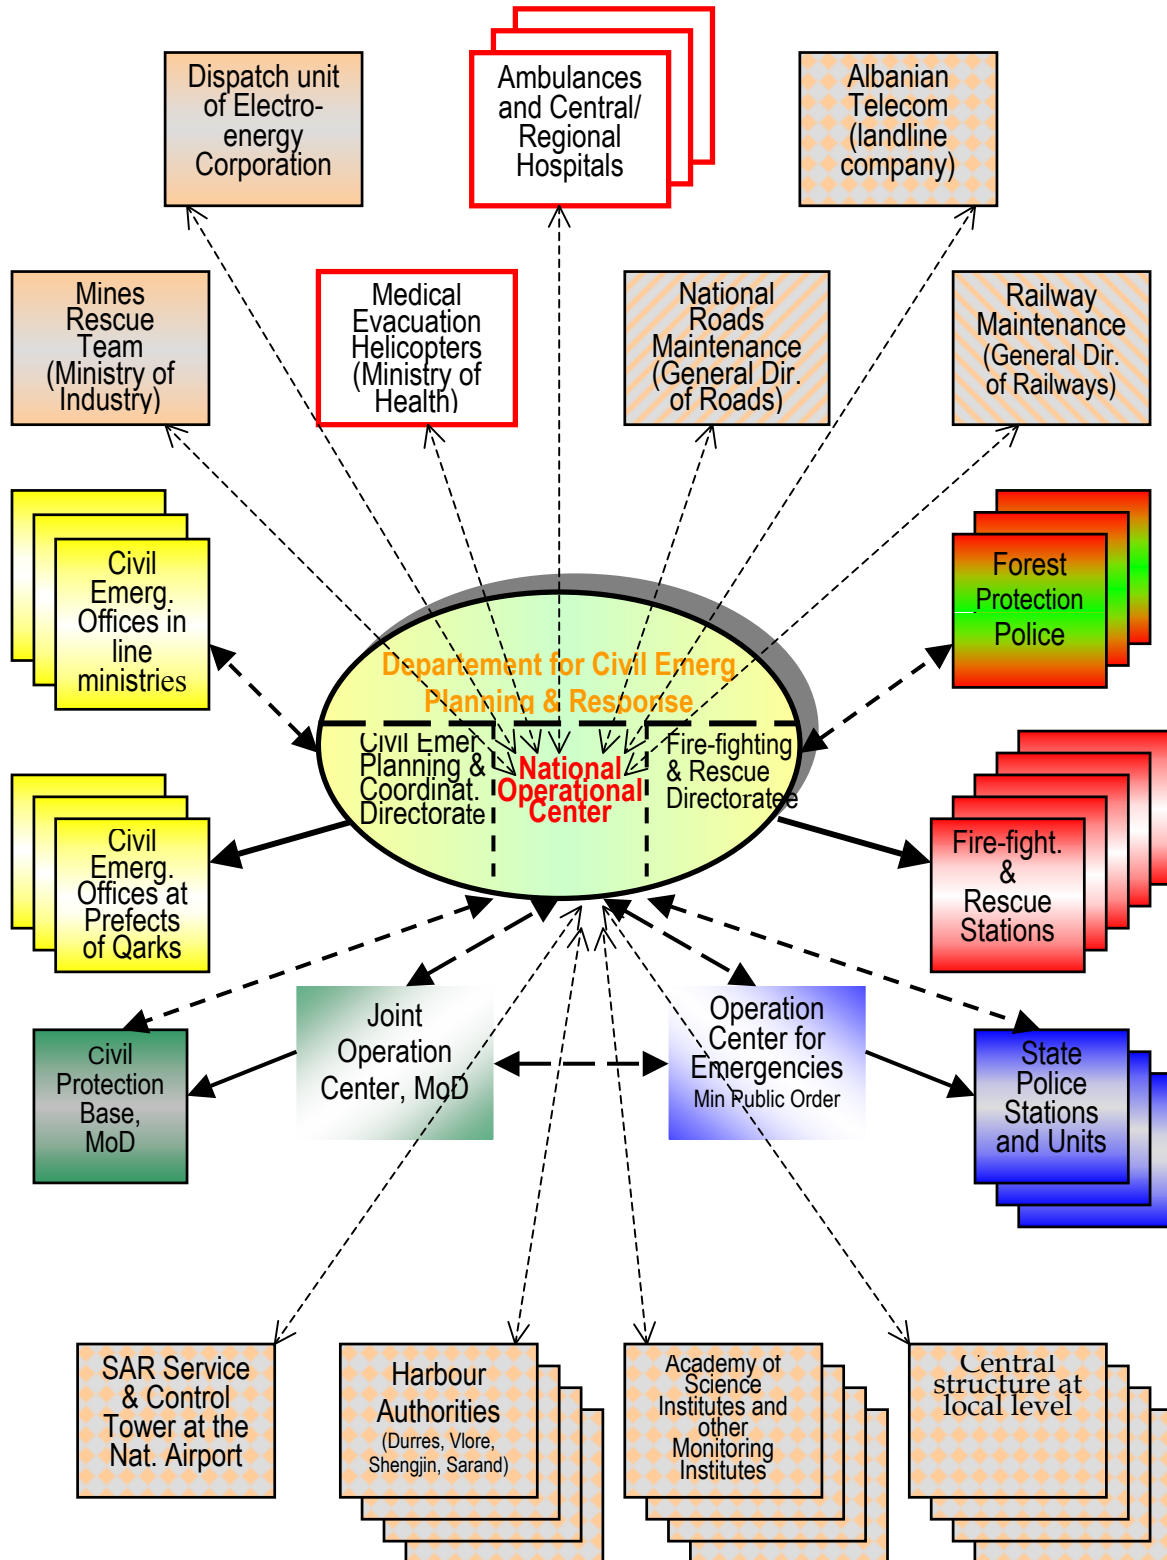 Dispatch unit
of Electro-
energy
Corporation
Ambulances
and Central/
Regional
Hospitals
Albanian
Telecom
(landline
company)
Mines
Rescue
Team
(Ministry of
Industry)
Medical
Evacuation
Helicopters
(Ministry of
Health)
National
Roads
Maintenance
(General Dir.
of Roads)
Railway
Maintenance
(General Dir.
of Railways)
Civil
Emerg.
Offices in
line
ministries
Forest
Protection
Police
Departement for Civil Emerg
Planning & Response
Civil Emer
Planning &
Coordinat.
Directorate
National
Operational
Center
Fire-fighting
& Rescue
Directoratee
Civil
Emerg.
Offices at
Prefects
of Qarks
Fire-fight.
&
Rescue
Stations
Civil
Protection
Base,
MoD
Joint
Operation
Center, MoD
Operation
Center for
Emergencies
Min Public Order
State
Police
Stations
and Units
SAR Service
& Control
Tower at the
Nat. Airport
Harbour
Authorities
(Durres, Vlore,
Shengjin, Sarand)
Academy of
Science
Institutes and
other
Monitoring
Institutes
Central
structure at
local level